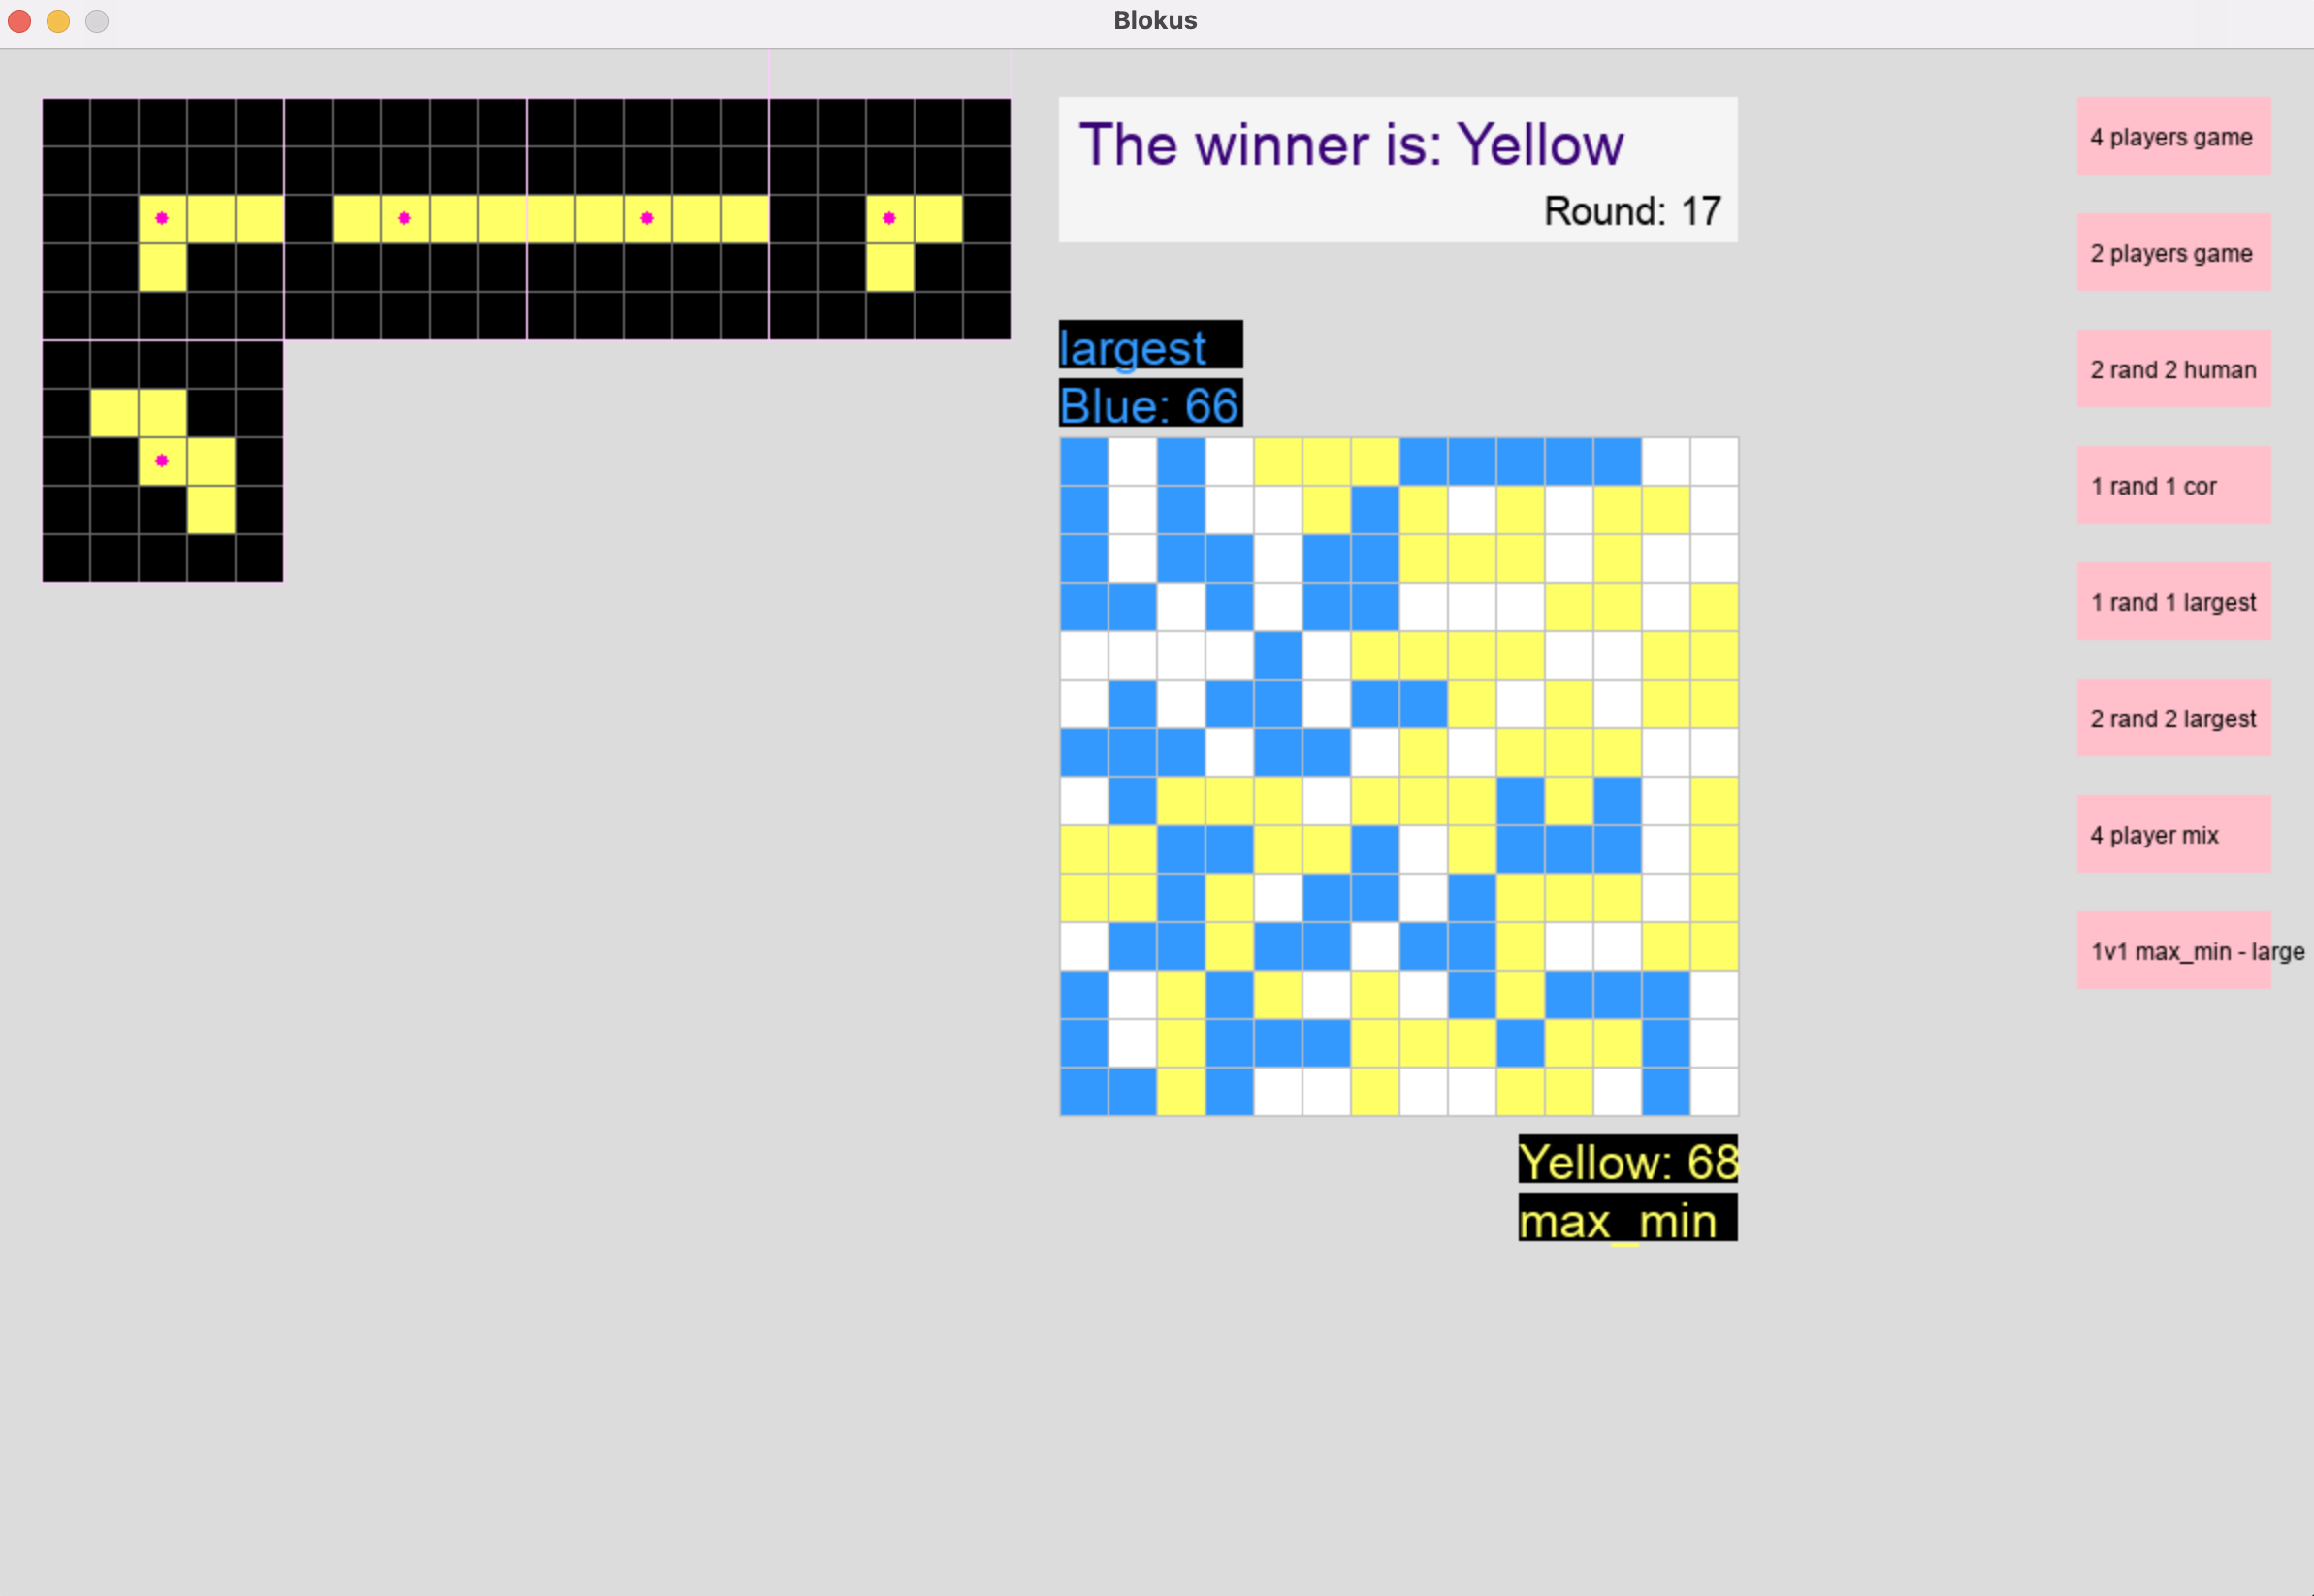 Blokus
The winner is: Yellow
Round: 17
largest
Blue: 66
Yellow: 68
max_min
4 players game
2 players game
2 rand 2 human
1 rand 1 cor
1 rand 1 largest
2 rand 2 largest
4 player mix
1v1 max_min - large